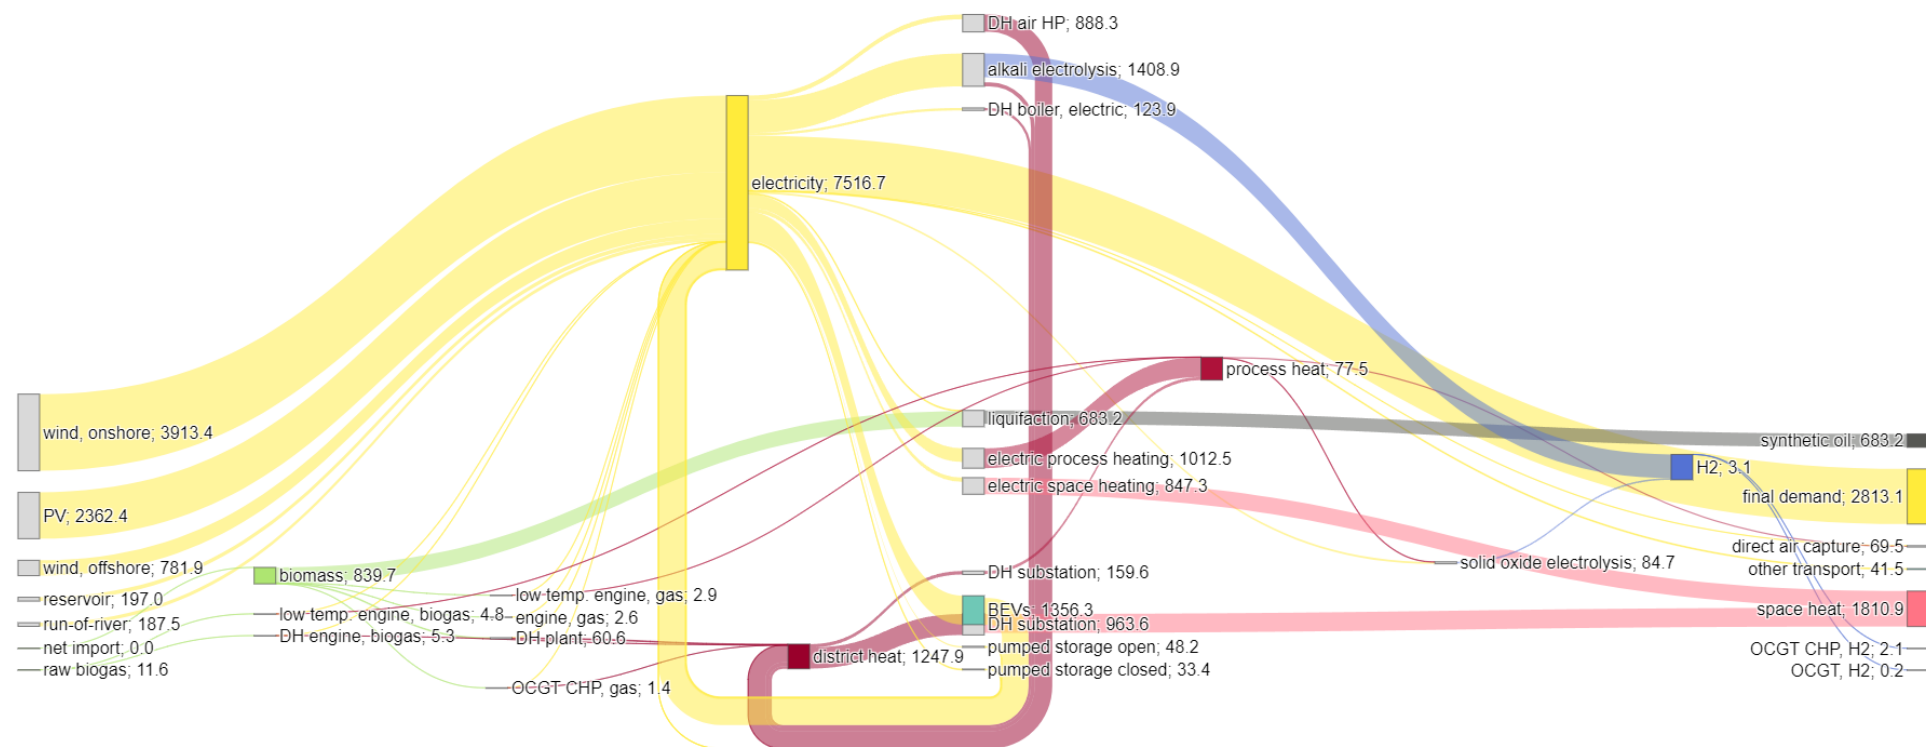 DH air HP; 888.3
alkali electrolysis; 1408.9
DH boiler, electric; 123.9
electricity; 7516.7
process heat; 77.5
wind, onshore; 3913.4
liquifaction; 683.2
synthetic oil; 683.2
electric process heating; 1012.5
H2; 3.1
electric space heating; 847.3
final demand; 2813.1
PV; 2362.4
direct air capture; 69.5
solid oxide electrolysis; 84.7
wind, offshore; 781.9
other transport; 41.5
biomass; 839.7
DH substation; 159.6
low temp. engine, gas; 2.9
reservoir; 197.0
BEVs; 1356.3
space heat; 1810.9
low temp. engine, biogas; 4.8
engine, gas; 2.6
run-of-river; 187.5
DH substation; 963.6
DH engine, biogas; 5.3
DH plant; 60.6
net import; 0.0
pumped storage open; 48.2
OCGT CHP, H2; 2.1
district heat; 1247.9
raw biogas; 11.6
pumped storage closed; 33.4
OCGT, H2; 0.2
OCGT CHP, gas; 1.4